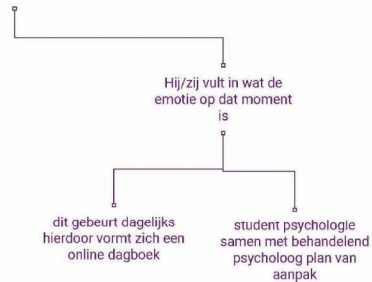 Hij/zij vult in wat de
emotie op dat moment
is
dit gebeurt dagelijks
hierdoor vormt zich een
online dagboek
student psychologie
samen met behandelend
psycholoog plan van
aanpak